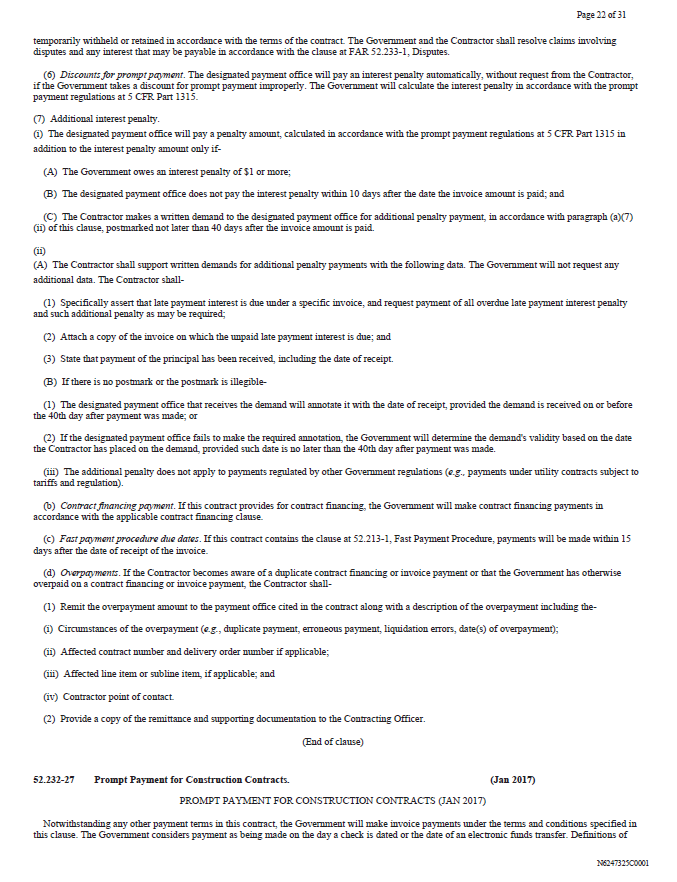 Page 22 of 31
temporarily withheld or retained in accordance with the terms of the contract. The Government and the Contractor shall resolve claims involving
disputes and any interest that may be payable in accordance with the clause at FAR 52.233-1, Disputes.
(6) Discounts for prompt payment. The designated payment office will pay an interest penalty automatically, without request from the Contractor,
if the Government takes a discount for prompt payment improperly. The Government will calculate the interest penalty in accordance with the prompt
payment regulations at 5 CFR Part 1315.
(7) Additional interest penalty.
(i) The designated payment office will pay a penalty amount, calculated in accordance with the prompt payment regulations at 5 CFR Part 1315 in
addition to the interest penalty amount only if-
(A) The Government owes an interest penalty of $1 or more;
(B) The designated payment office does not pay the interest penalty within 10 days after the date the invoice amount is paid; and
(C) The Contractor makes a written demand to the designated payment office for additional penalty payment, in accordance with paragraph (a)(7)
(ii) of this clause, postmarked not later than 40 days after the invoice amount is paid.
(ii)
(A) The Contractor shall support written demands for additional penalty payments with the following data. The Government will not request any
additional data. The Contractor shall-
(1) Specifically assert that late payment interest is due under a specific invoice, and request payment of all overdue late payment interest penalty
and such additional penalty as may be required;
(2) Attach a copy of the invoice on which the unpaid late payment interest is due; and
(3) State that payment of the principal has been received, including the date of receipt.
(B) If there is no postmark or the postmark is illegible-
(1) The designated payment office that receives the demand will annotate it with the date of receipt, provided the demand is received on or before
the 40th day after payment was made; or
(2) If the designated payment office fails to make the required annotation, the Government will determine the demand's validity based on the date
the Contractor has placed on the demand, provided such date is no later than the 40th day after payment was made.
(iii) The additional penalty does not apply to payments regulated by other Government regulations (e.g., payments under utility contracts subject to
tariffs and regulation).
(b) Contract financing payment. If this contract provides for contract financing, the Government will make contract financing payments in
accordance with the applicable contract financing clause.
(c) Fast payment procedure due dates. If this contract contains the clause at 52.213-1, Fast Payment Procedure, payments will be made within 15
days after the date of receipt of the invoice.
(d) Overpayments. If the Contractor becomes aware of a duplicate contract financing or invoice payment or that the Government has otherwise
overpaid on a contract financing or invoice payment, the Contractor shall-
(1) Remit the overpayment amount to the payment office cited in the contract along with a description of the overpayment including the-
(i) Circumstances of the overpayment (e.g., duplicate payment, erroneous payment, liquidation errors, date(s) of overpayment);
(ii) Affected contract number and delivery order number if applicable;
(iii) Affected line item or subline item, if applicable; and
(iv) Contractor point of contact.
(2) Provide a copy of the remittance and supporting documentation to the Contracting Officer.
(End of clause)
52.232-27 Prompt Payment for Construction Contracts. (Jan 2017)
PROMPT PAYMENT FOR CONSTRUCTION CONTRACTS (JAN 2017)
Notwithstanding any other payment terms in this contract, the Government will make invoice payments under the terms and conditions specified in
this clause. The Government considers payment as being made on the day a check is dated or the date of an electronic funds transfer. Definitions of
N6247325C0001